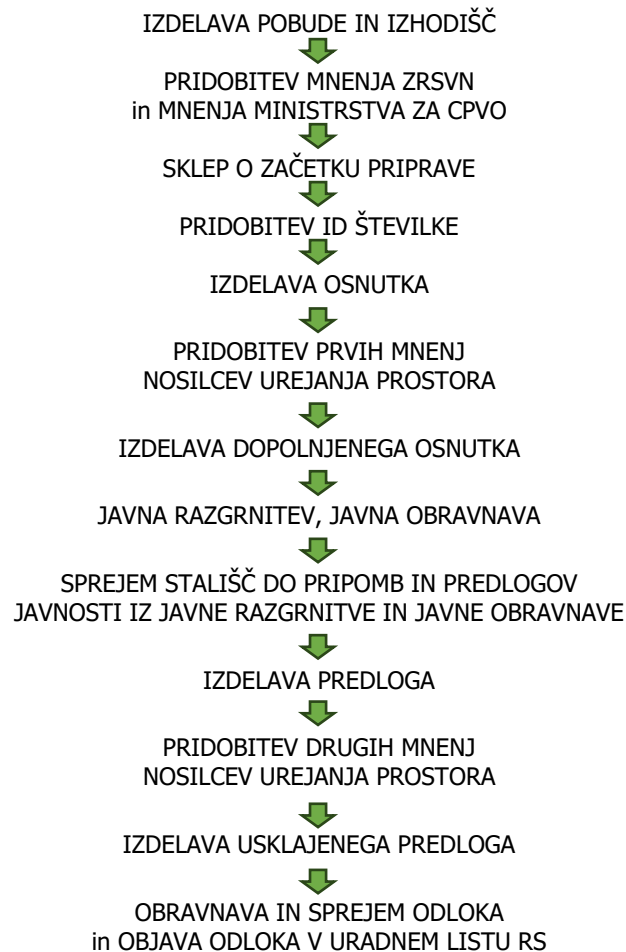 IZDELAVA POBUDE IN IZHODIŠČ
PRIDOBITEV MNENJA ZRSVN
in MNENJA MINISTRSTVA ZA CPVO
SKLEP O ZAČETKU PRIPRAVE
PRIDOBITEV ID ŠTEVILKE
IZDELAVA OSNUTKA
PRIDOBITEV PRVIH MNENJ
NOSILCEV UREJANJA PROSTORA
IZDELAVA DOPOLNJENEGA OSNUTKA
JAVNA RAZGRNITEV, JAVNA OBRAVNAVA
SPREJEM STALIŠČ DO PRIPOMB IN PREDLOGOV
JAVNOSTI IZ JAVNE RAZGRNITVE IN JAVNE OBRAVNAVE
IZDELAVA PREDLOGA
PRIDOBITEV DRUGIH MNENJ
NOSILCEV UREJANJA PROSTORA
IZDELAVA USKLAJENEGA PREDLOGA
OBRAVNAVA IN SPREJEM ODLOKA
in OBJAVA ODLOKA V URADNEM LISTU RS